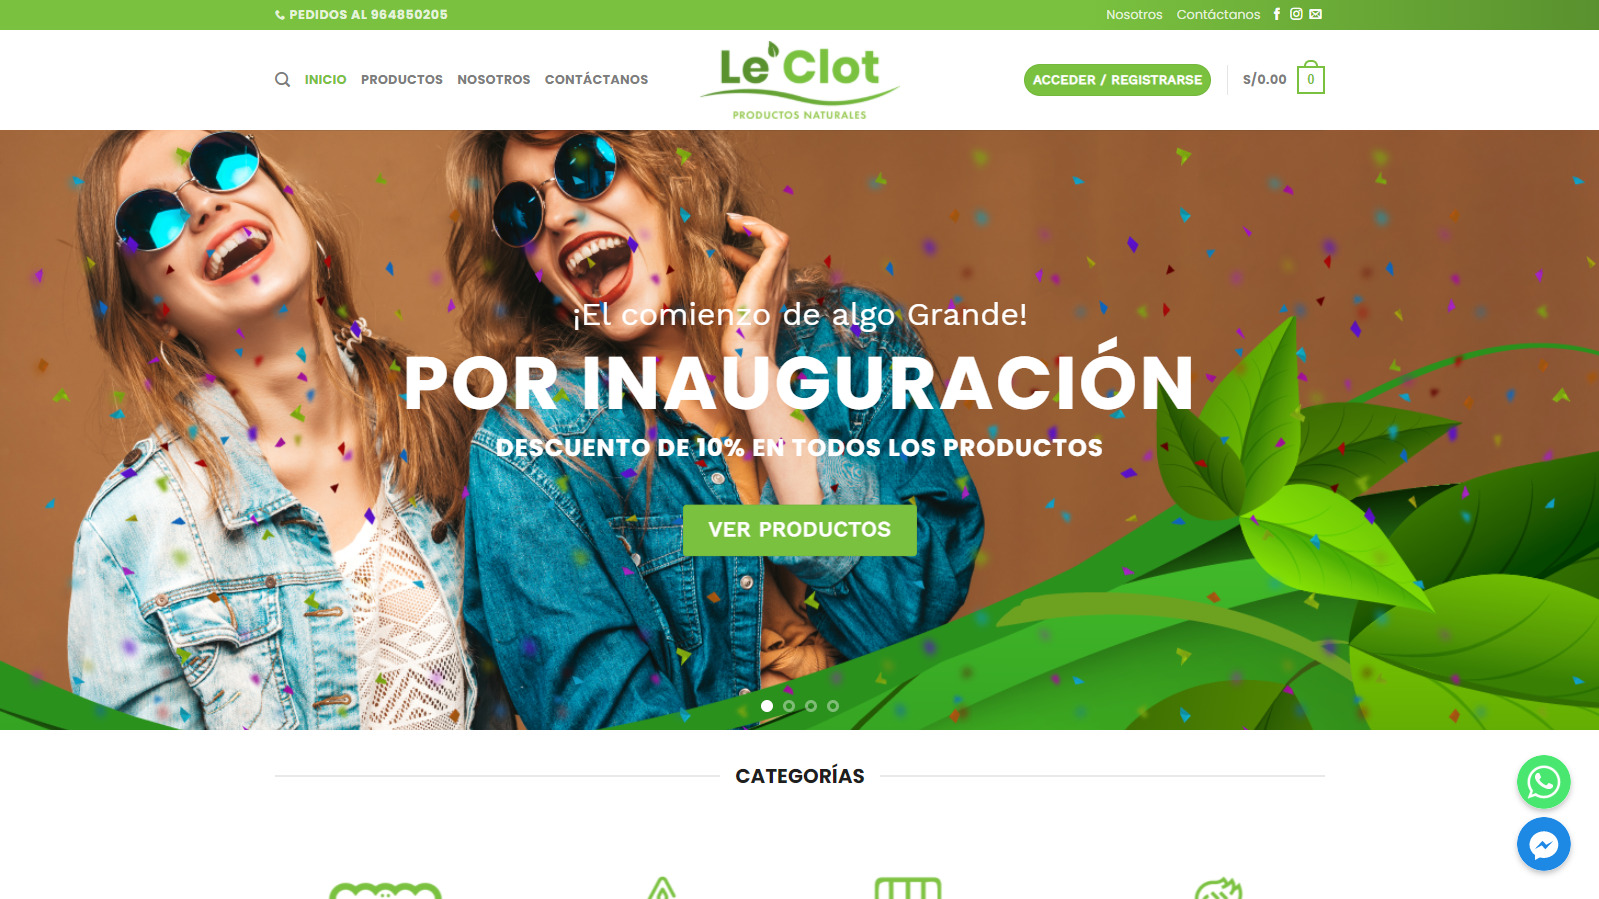 PEDIDOS AL 964850205
Nosotros Contáctanos
INICIO PRODUCTOS NOSOTROS CONTÁCTANOS
Le Clot
PRODUCTOS NATURALES
ACCEDER / REGISTRARSE
S/0.00
0
¡El comienzo de algo Grande!
POR INAUGURACIÓN
DESCUENTO DE 10% EN TODOS LOS PRODUCTOS
VER PRODUCTOS
CATEGORÍAS